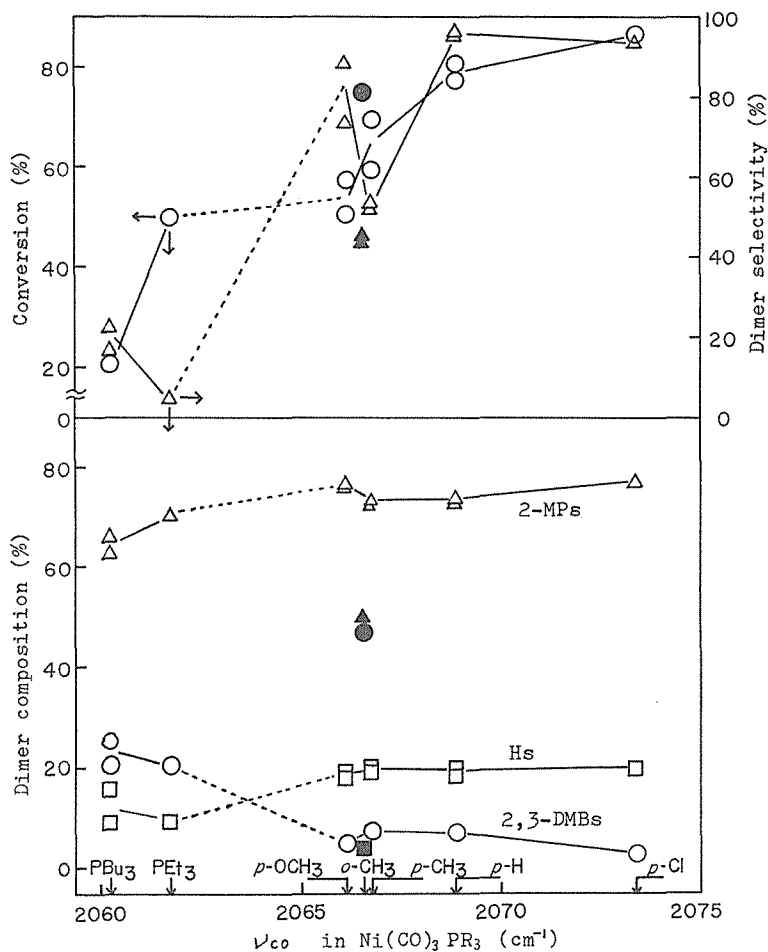 100
80
80
60
60
40
40
20
20
0
0
Conversion (%)
Dimer selectivity (%)
80
60
40
20
0
Dimer composition (%)
2-MPs
Hs
2,3-DMBs
PBu3
PEt3
p-OCH3
o-CH3
p-CH3
p-H
p-Cl
2060
2065
2070
2075
νco in Ni(CO)3PR3 (cm-1)